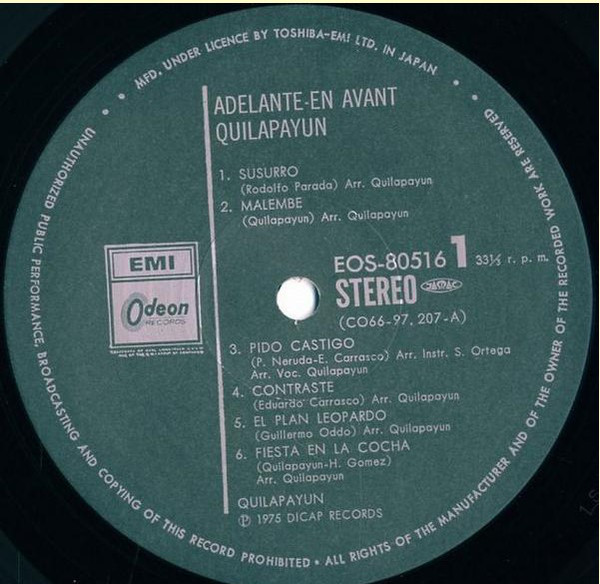 MFD. UNDER LICENCE BY TOSHIBA-EMI LTD. IN JAPAN
ADELANTE-EN AVANT
QUILAPAYUN
1. SUSURRO
(Rodolfo Parada) Arr. Quilapayun
2. MALEMBE
(Quilapayun) Arr. Quilapayun
EMI
Odeon
RECORDS
EOS-80516 1 33⅓ r. p. m.
STEREO JASRAC
(CO66-97. 207-A)
3. PIDO CASTIGO
(P. Neruda-E. Carrasco) Arr. Instr. S. Ortega
Arr. Voc. Quilapayun
4. CONTRASTE
(Eduardo Carrasco) Arr. Quilapayun
5. EL PLAN LEOPARDO
(Guillermo Oddo) Arr. Quilapayun
6. FIESTA EN LA COCHA
(Quilapayun-H. Gomez)
Arr. Quilapayun
QUILAPAYUN
Ⓟ 1975 DICAP RECORDS
UNAUTHORIZED PUBLIC PERFORMANCE, BROADCASTING AND COPYING OF THIS RECORD PROHIBITED • ALL RIGHTS OF THE MANUFACTURER AND OF THE OWNER OF THE RECORDED WORK ARE RESERVED